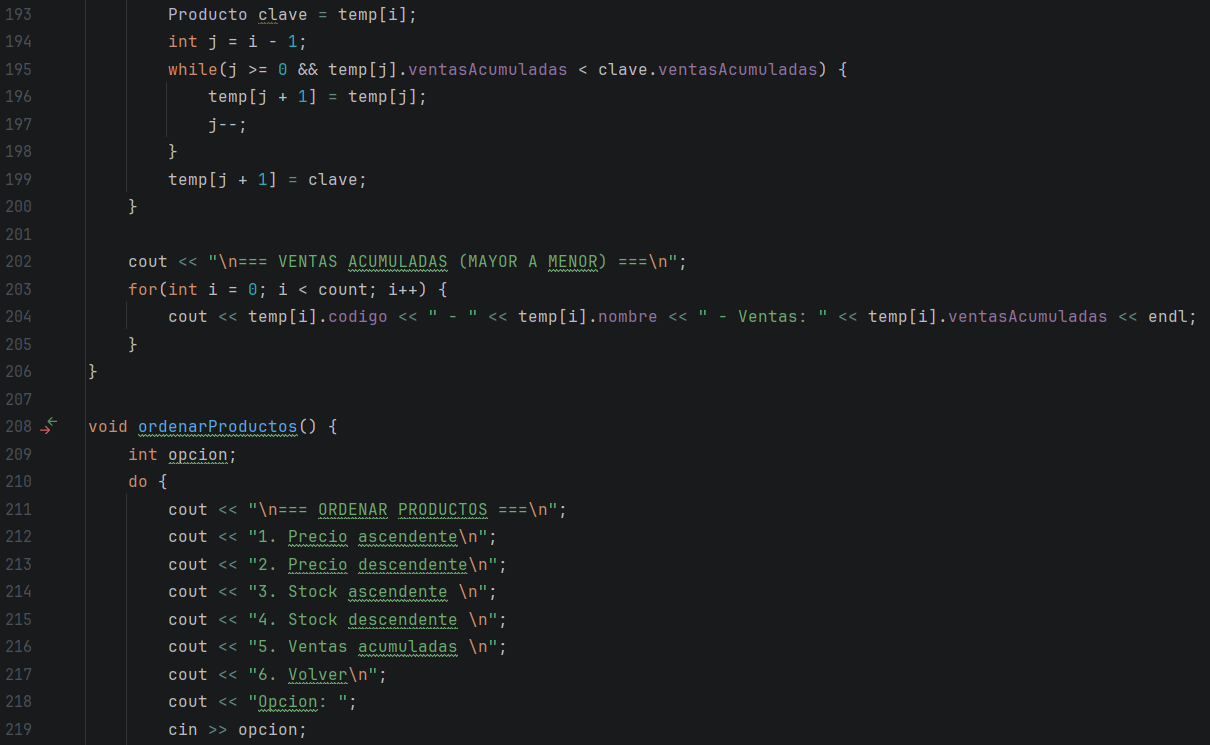 193 Producto clave = temp[i];
194 int j = i - 1;
195 while(j >= 0 && temp[j].ventasAcumuladas < clave.ventasAcumuladas) {
196 temp[j + 1] = temp[j];
197 j--;
198 }
199 temp[j + 1] = clave;
200 }
201
202 cout << "\n=== VENTAS ACUMULADAS (MAYOR A MENOR) ===\n";
203 for(int i = 0; i < count; i++) {
204 cout << temp[i].codigo << " - " << temp[i].nombre << " - Ventas: " << temp[i].ventasAcumuladas << endl;
205 }
206 }
207
208 void ordenarProductos() {
209 int opcion;
210 do {
211 cout << "\n=== ORDENAR PRODUCTOS ===\n";
212 cout << "1. Precio ascendente\n";
213 cout << "2. Precio descendente\n";
214 cout << "3. Stock ascendente \n";
215 cout << "4. Stock descendente \n";
216 cout << "5. Ventas acumuladas \n";
217 cout << "6. Volver\n";
218 cout << "Opcion: ";
219 cin >> opcion;